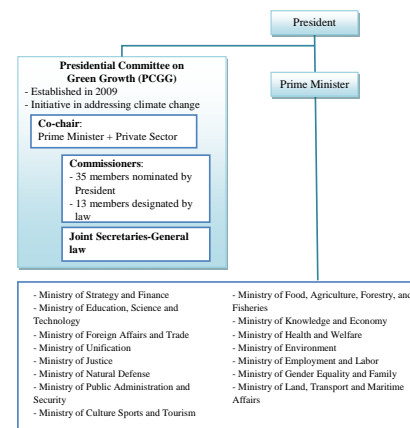 President
Presidential Committee on
Green Growth (PCGG)
- Established in 2009
- Initiative in addressing climate change
Co-chair:
Prime Minister + Private Sector
Commissioners:
- 35 members nominated by
President
- 13 members designated by
law
Joint Secretaries-General
law
Prime Minister
- Ministry of Strategy and Finance
- Ministry of Education, Science and
Technology
- Ministry of Foreign Affairs and Trade
- Ministry of Unification
- Ministry of Justice
- Ministry of Natural Defense
- Ministry of Public Administration and
Security
- Ministry of Culture Sports and Tourism
- Ministry of Food, Agriculture, Forestry, and
Fisheries
- Ministry of Knowledge and Economy
- Ministry of Health and Welfare
- Ministry of Environment
- Ministry of Employment and Labor
- Ministry of Gender Equality and Family
- Ministry of Land, Transport and Maritime
Affairs